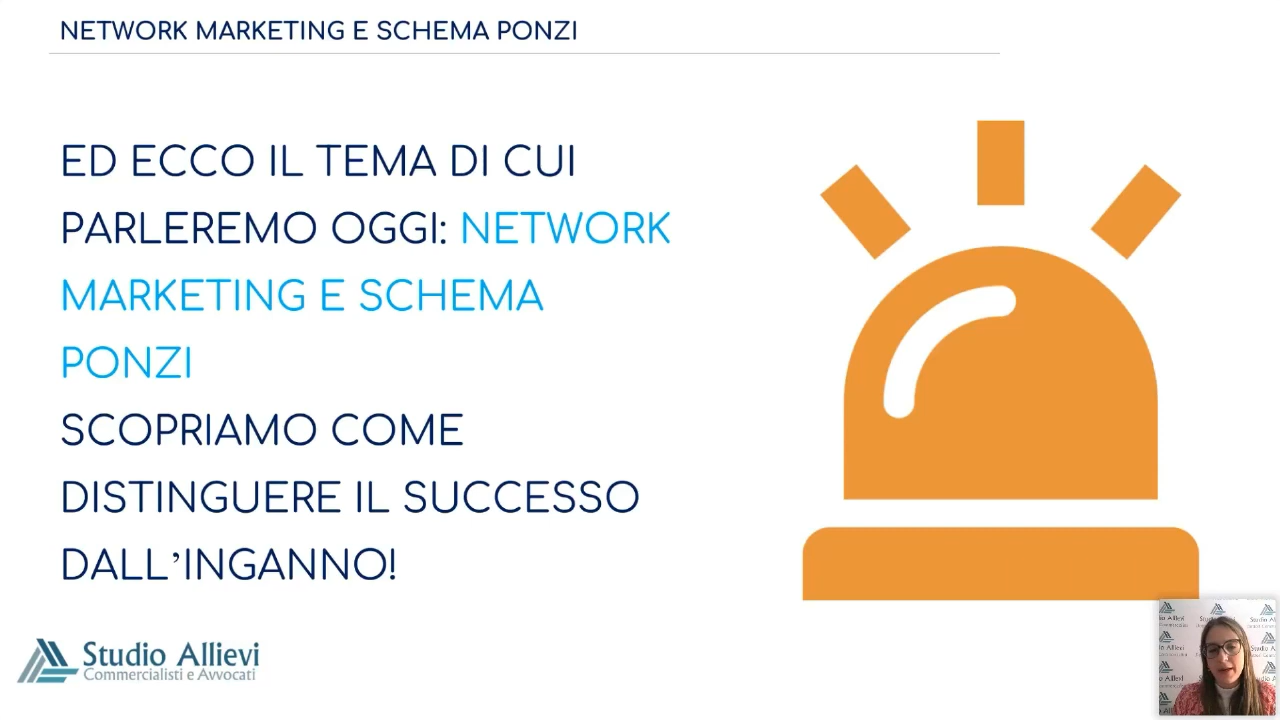 NETWORK MARKETING E SCHEMA PONZI
ED ECCO IL TEMA DI CUI
PARLEREMO OGGI: NETWORK
MARKETING E SCHEMA
PONZI
SCOPRIAMO COME
DISTINGUERE IL SUCCESSO
DALL’INGANNO!
Studio Allievi
Commercialisti e Avvocati